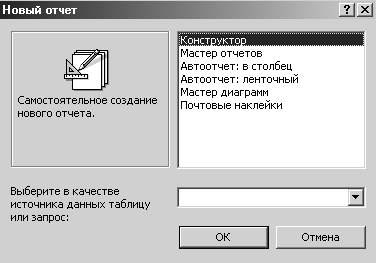 Новый отчет
Самостоятельное создание
нового отчета.
Конструктор
Мастер отчетов
Автоотчет: в столбец
Автоотчет: ленточный
Мастер диаграмм
Почтовые наклейки
Выберите в качестве
источника данных таблицу
или запрос:
OK
Отмена